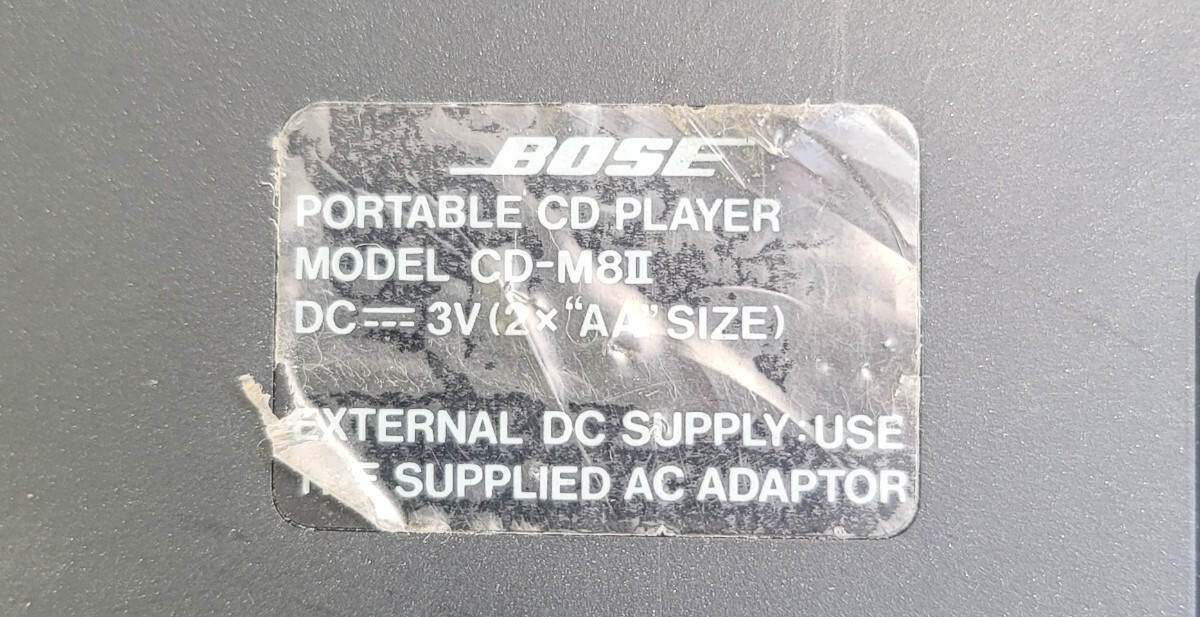 BOSE
PORTABLE CD PLAYER
MODEL CD-M8II
DC⎓ 3V(2×“AA”SIZE)
EXTERNAL DC SUPPLY·USE
THE SUPPLIED AC ADAPTOR